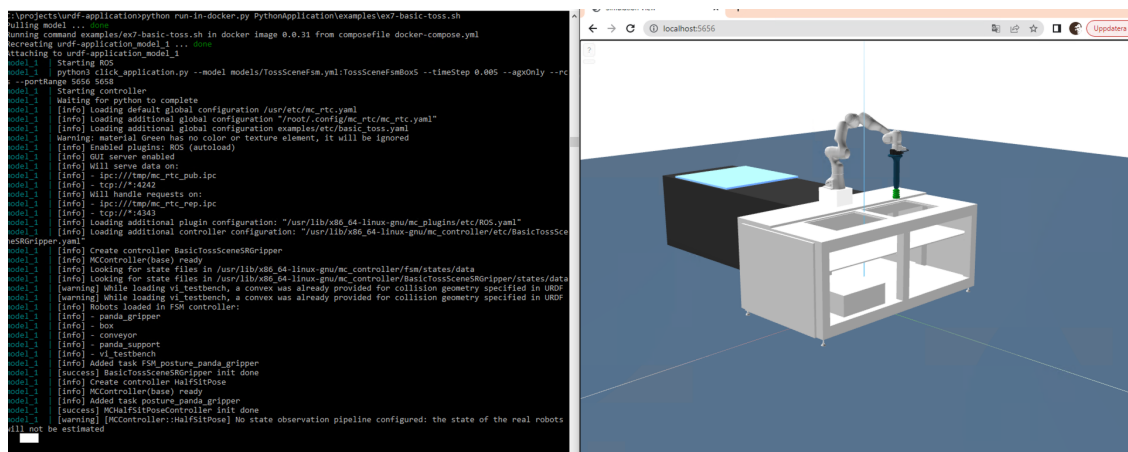 C:\projects\urdf-application>python run-in-docker.py PythonApplication\examples\ex7-basic-toss.sh
Pulling model ... done
Running command examples/ex7-basic-toss.sh in docker image 0.0.31 from composefile docker-compose.yml
Recreating urdf-application_model_1 ... done
Attaching to urdf-application_model_1
model_1 | Starting ROS
model_1 | python3 click_application.py --model models/TossSceneFsm.yml:TossSceneFsmBox5 --timeStep 0.005 --agxOnly --rc
s --portRange 5656 5658
model_1 | Starting controller
model_1 | Waiting for python to complete
model_1 | [info] Loading default global configuration /usr/etc/mc_rtc.yaml
model_1 | [info] Loading additional global configuration "/root/.config/mc_rtc/mc_rtc.yaml"
model_1 | [info] Loading additional global configuration examples/etc/basic_toss.yaml
model_1 | Warning: material Green has no color or texture element, it will be ignored
model_1 | [info] Enabled plugins: ROS (autoload)
model_1 | [info] GUI server enabled
model_1 | [info] Will serve data on:
model_1 | [info] - ipc:///tmp/mc_rtc_pub.ipc
model_1 | [info] - tcp://*:4242
model_1 | [info] Will handle requests on:
model_1 | [info] - ipc:///tmp/mc_rtc_rep.ipc
model_1 | [info] - tcp://*:4343
model_1 | [info] Loading additional plugin configuration: "/usr/lib/x86_64-linux-gnu/mc_plugins/etc/ROS.yaml"
model_1 | [info] Loading additional controller configuration: "/usr/lib/x86_64-linux-gnu/mc_controller/etc/BasicTossSce
neSRGripper.yaml"
model_1 | [info] Create controller BasicTossSceneSRGripper
model_1 | [info] MCController(base) ready
model_1 | [info] Looking for state files in /usr/lib/x86_64-linux-gnu/mc_controller/fsm/states/data
model_1 | [info] Looking for state files in /usr/lib/x86_64-linux-gnu/mc_controller/BasicTossSceneSRGripper/states/data
model_1 | [warning] While loading vi_testbench, a convex was already provided for collision geometry specified in URDF
model_1 | [warning] While loading vi_testbench, a convex was already provided for collision geometry specified in URDF
model_1 | [info] Robots loaded in FSM controller:
model_1 | [info] - panda_gripper
model_1 | [info] - box
model_1 | [info] - conveyor
model_1 | [info] - panda_support
model_1 | [info] - vi_testbench
model_1 | [info] Added task FSM_posture_panda_gripper
model_1 | [success] BasicTossSceneSRGripper init done
model_1 | [info] Create controller HalfSitPose
model_1 | [info] MCController(base) ready
model_1 | [info] Added task posture_panda_gripper
model_1 | [success] MCHalfSitPoseController init done
model_1 | [warning] [MCController::HalfSitPose] No state observation pipeline configured: the state of the real robots
will not be estimated
localhost:5656
Uppdatera
?